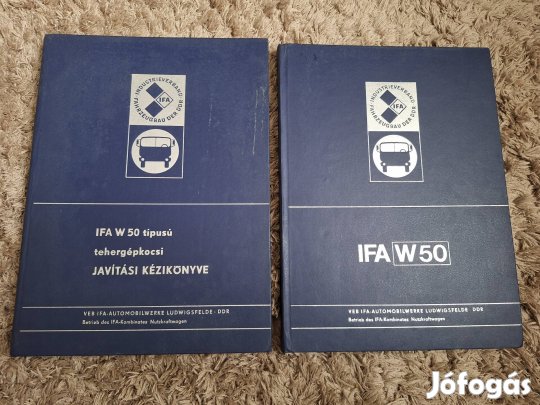 INDUSTRIEVERBAND
FAHRZEUGBAU DER DDR
IFA
IFA W 50 típusú
tehergépkocsi
JAVÍTÁSI KÉZIKÖNYVE
VEB IFA-AUTOMOBILWERKE LUDWIGSFELDE · DDR
Betrieb des IFA-Kombinates Nutzkraftwagen
INDUSTRIEVERBAND
FAHRZEUGBAU DER DDR
IFA
IFA W50
VEB IFA-AUTOMOBILWERKE LUDWIGSFELDE · DDR
Betrieb des IFA-Kombinates Nutzkraftwagen
Jófogás